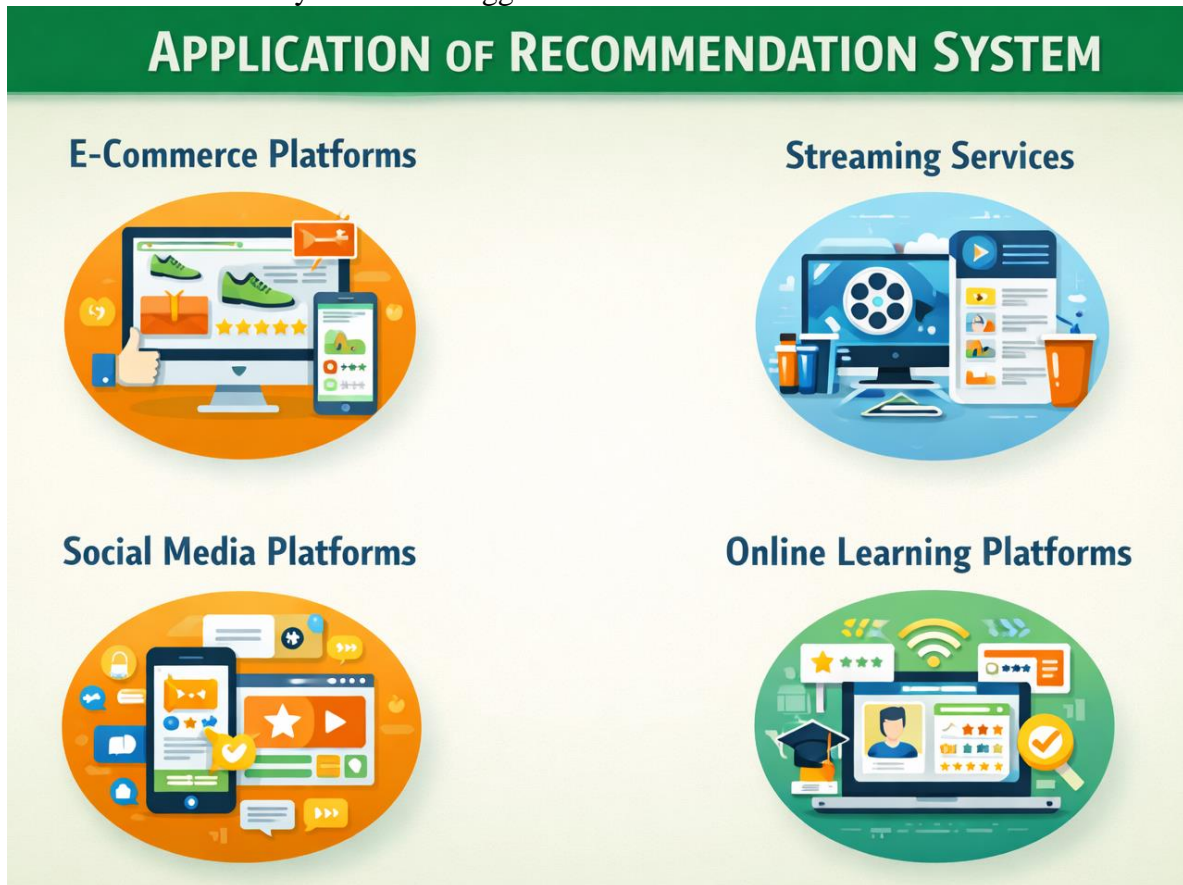 APPLICATION OF RECOMMENDATION SYSTEM
E-Commerce Platforms
Streaming Services
Social Media Platforms
Online Learning Platforms